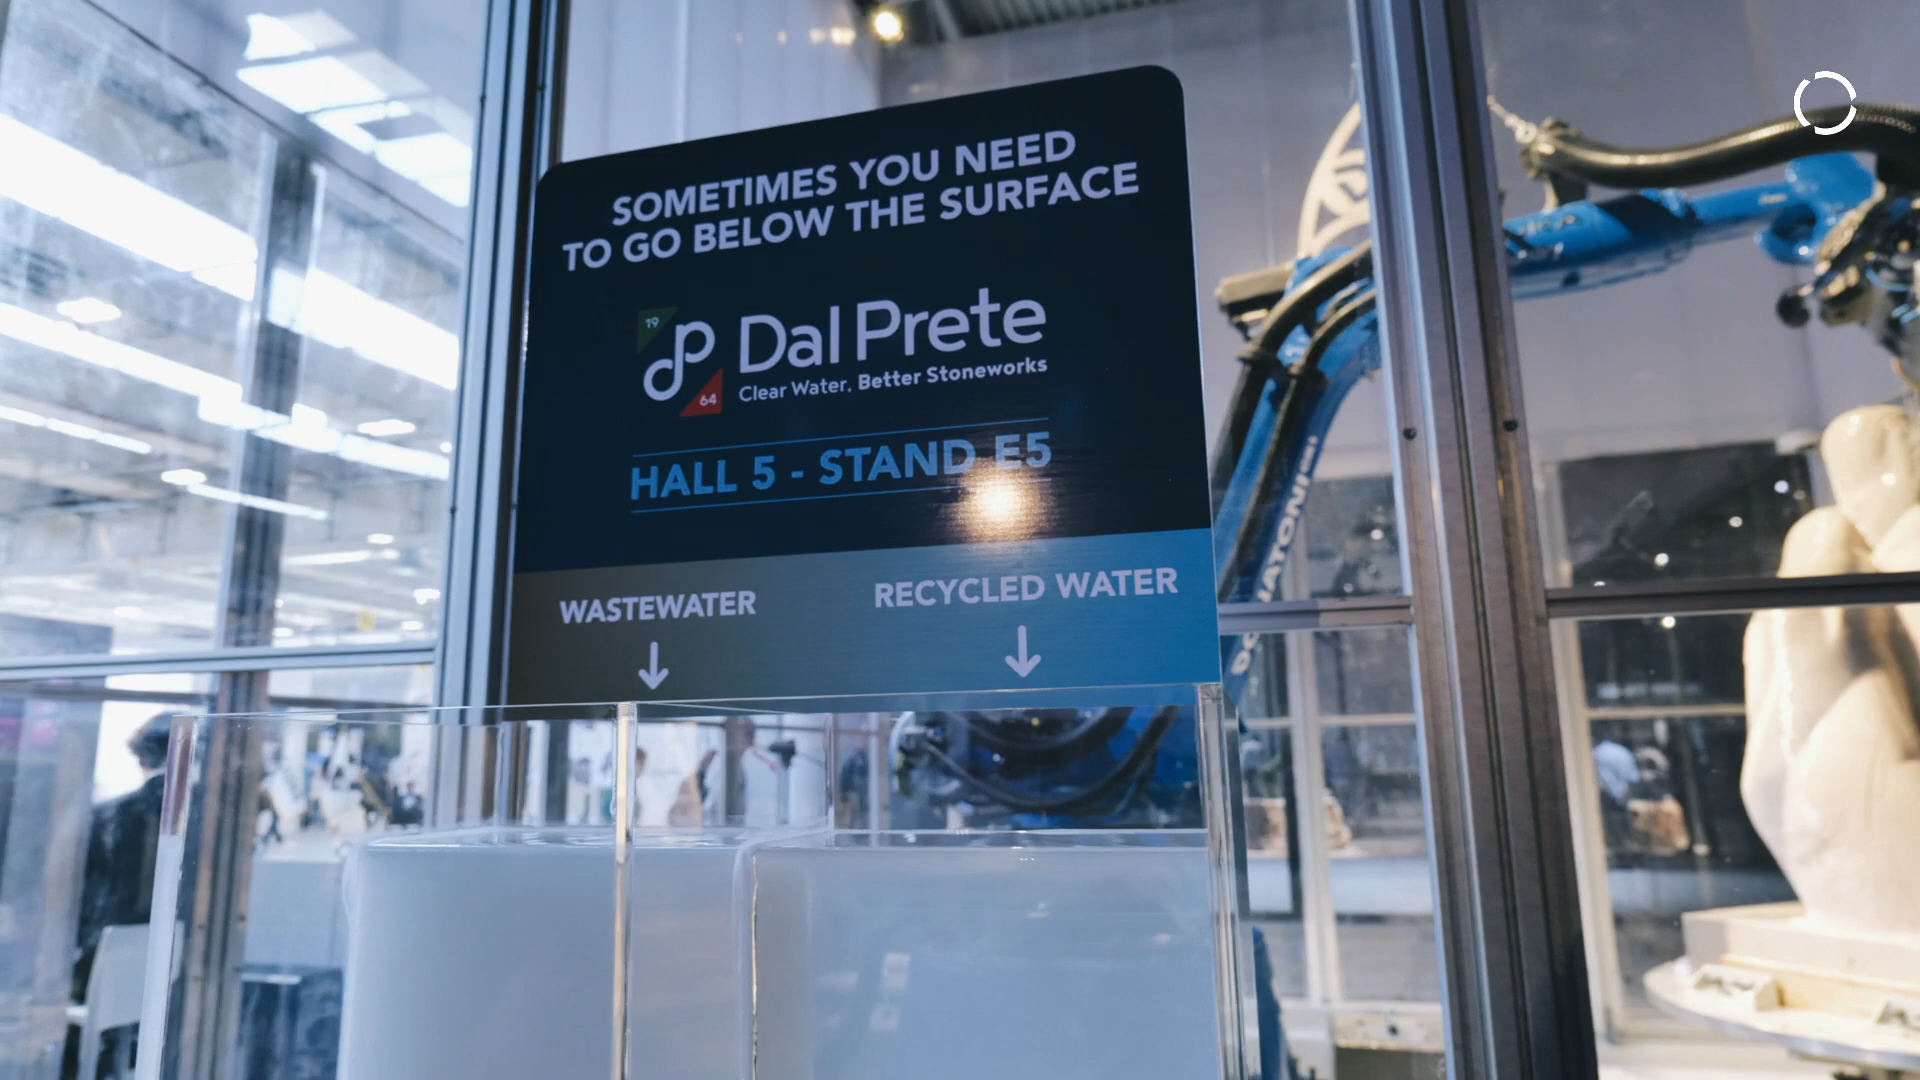 SOMETIMES YOU NEED
TO GO BELOW THE SURFACE
19
dp
64
Dal Prete
Clear Water, Better Stoneworks
HALL 5 - STAND E5
WASTEWATER
RECYCLED WATER